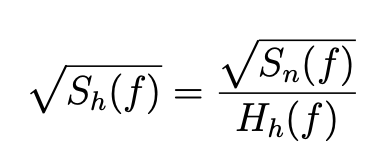 √S_h(f) = √S_n(f) / H_h(f)